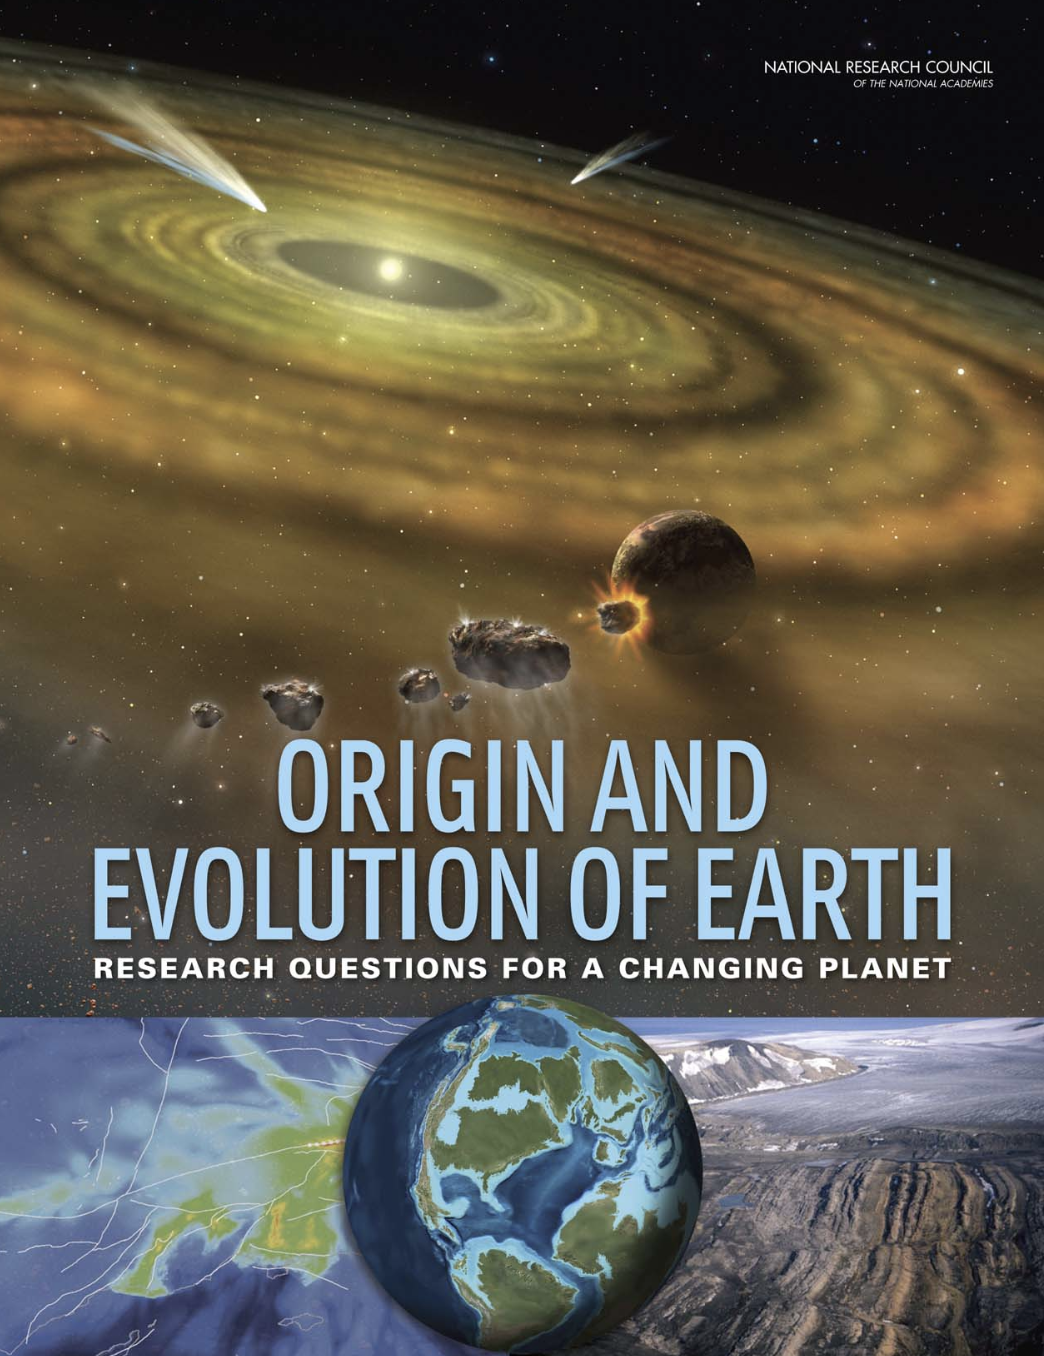 NATIONAL RESEARCH COUNCIL
OF THE NATIONAL ACADEMIES
ORIGIN AND
EVOLUTION OF EARTH
RESEARCH QUESTIONS FOR A CHANGING PLANET